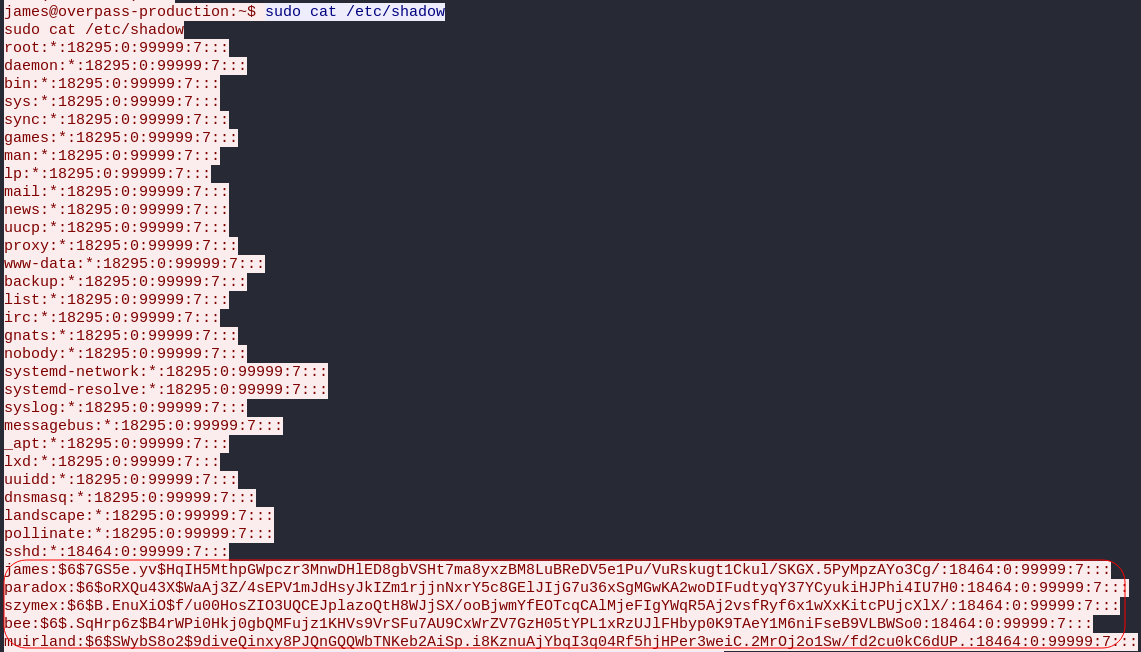 james@overpass-production:~$ sudo cat /etc/shadow
sudo cat /etc/shadow
root:*:18295:0:99999:7:::
daemon:*:18295:0:99999:7:::
bin:*:18295:0:99999:7:::
sys:*:18295:0:99999:7:::
sync:*:18295:0:99999:7:::
games:*:18295:0:99999:7:::
man:*:18295:0:99999:7:::
lp:*:18295:0:99999:7:::
mail:*:18295:0:99999:7:::
news:*:18295:0:99999:7:::
uucp:*:18295:0:99999:7:::
proxy:*:18295:0:99999:7:::
www-data:*:18295:0:99999:7:::
backup:*:18295:0:99999:7:::
list:*:18295:0:99999:7:::
irc:*:18295:0:99999:7:::
gnats:*:18295:0:99999:7:::
nobody:*:18295:0:99999:7:::
systemd-network:*:18295:0:99999:7:::
systemd-resolve:*:18295:0:99999:7:::
syslog:*:18295:0:99999:7:::
messagebus:*:18295:0:99999:7:::
_apt:*:18295:0:99999:7:::
lxd:*:18295:0:99999:7:::
uuidd:*:18295:0:99999:7:::
dnsmasq:*:18295:0:99999:7:::
landscape:*:18295:0:99999:7:::
pollinate:*:18295:0:99999:7:::
sshd:*:18464:0:99999:7:::
james:$6$7GS5e.yv$HqIH5MthpGWpczr3MnwDHlED8gbVSHt7ma8yxzBM8LuBReDV5e1Pu/VuRskugt1Ckul/SKGX.5PyMpzAYo3Cg/:18464:0:99999:7:::
paradox:$6$oRXQu43X$WaAj3Z/4sEPV1mJdHsyJkIZm1rjjnNxrY5c8GElJIjG7u36xSgMGwKA2woDIFudtyqY37YCyukiHJPhi4IU7H0:18464:0:99999:7:::
szymex:$6$B.EnuXiO$f/u00HosZIO3UQCEJplazoQtH8WJjSX/ooBjwmYfEOTcqCAlMjeFIgYWqR5Aj2vsfRyf6x1wXxKitcPUjcXlX/:18464:0:99999:7:::
bee:$6$.SqHrp6z$B4rWPi0Hkj0gbQMFujz1KHVs9VrSFu7AU9CxWrZV7GzH05tYPL1xRzUJlFHbyp0K9TAeY1M6niFseB9VLBWSo0:18464:0:99999:7:::
muirland:$6$SWybS8o2$9diveQinxy8PJQnGQQWbTNKeb2AiSp.i8KznuAjYbqI3q04Rf5hjHPer3weiC.2MrOj2o1Sw/fd2cu0kC6dUP.:18464:0:99999:7:::